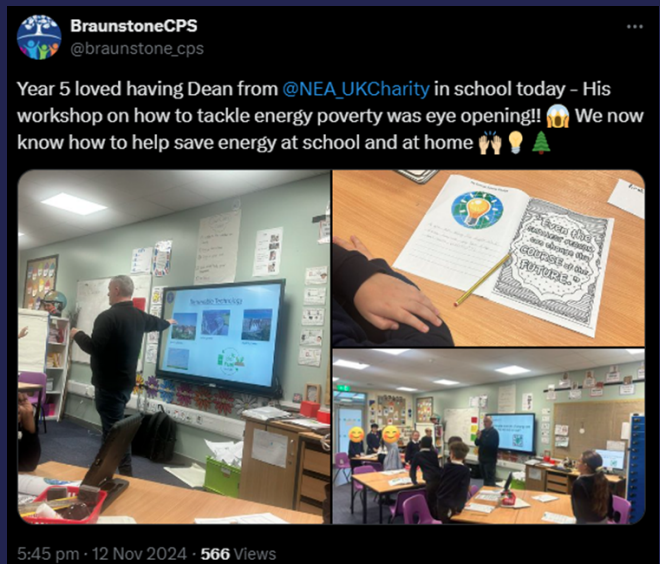 BraunstoneCPS
@braunstone_cps
Year 5 loved having Dean from @NEA_UKCharity in school today – His
workshop on how to tackle energy poverty was eye opening!! 😱 We now
know how to help save energy at school and at home 🙌🏻 💡 🌲
Renewable Technology
"Even the
smallest person
can change the
COURSE of the
FUTURE."
5:45 pm · 12 Nov 2024 · 566 Views